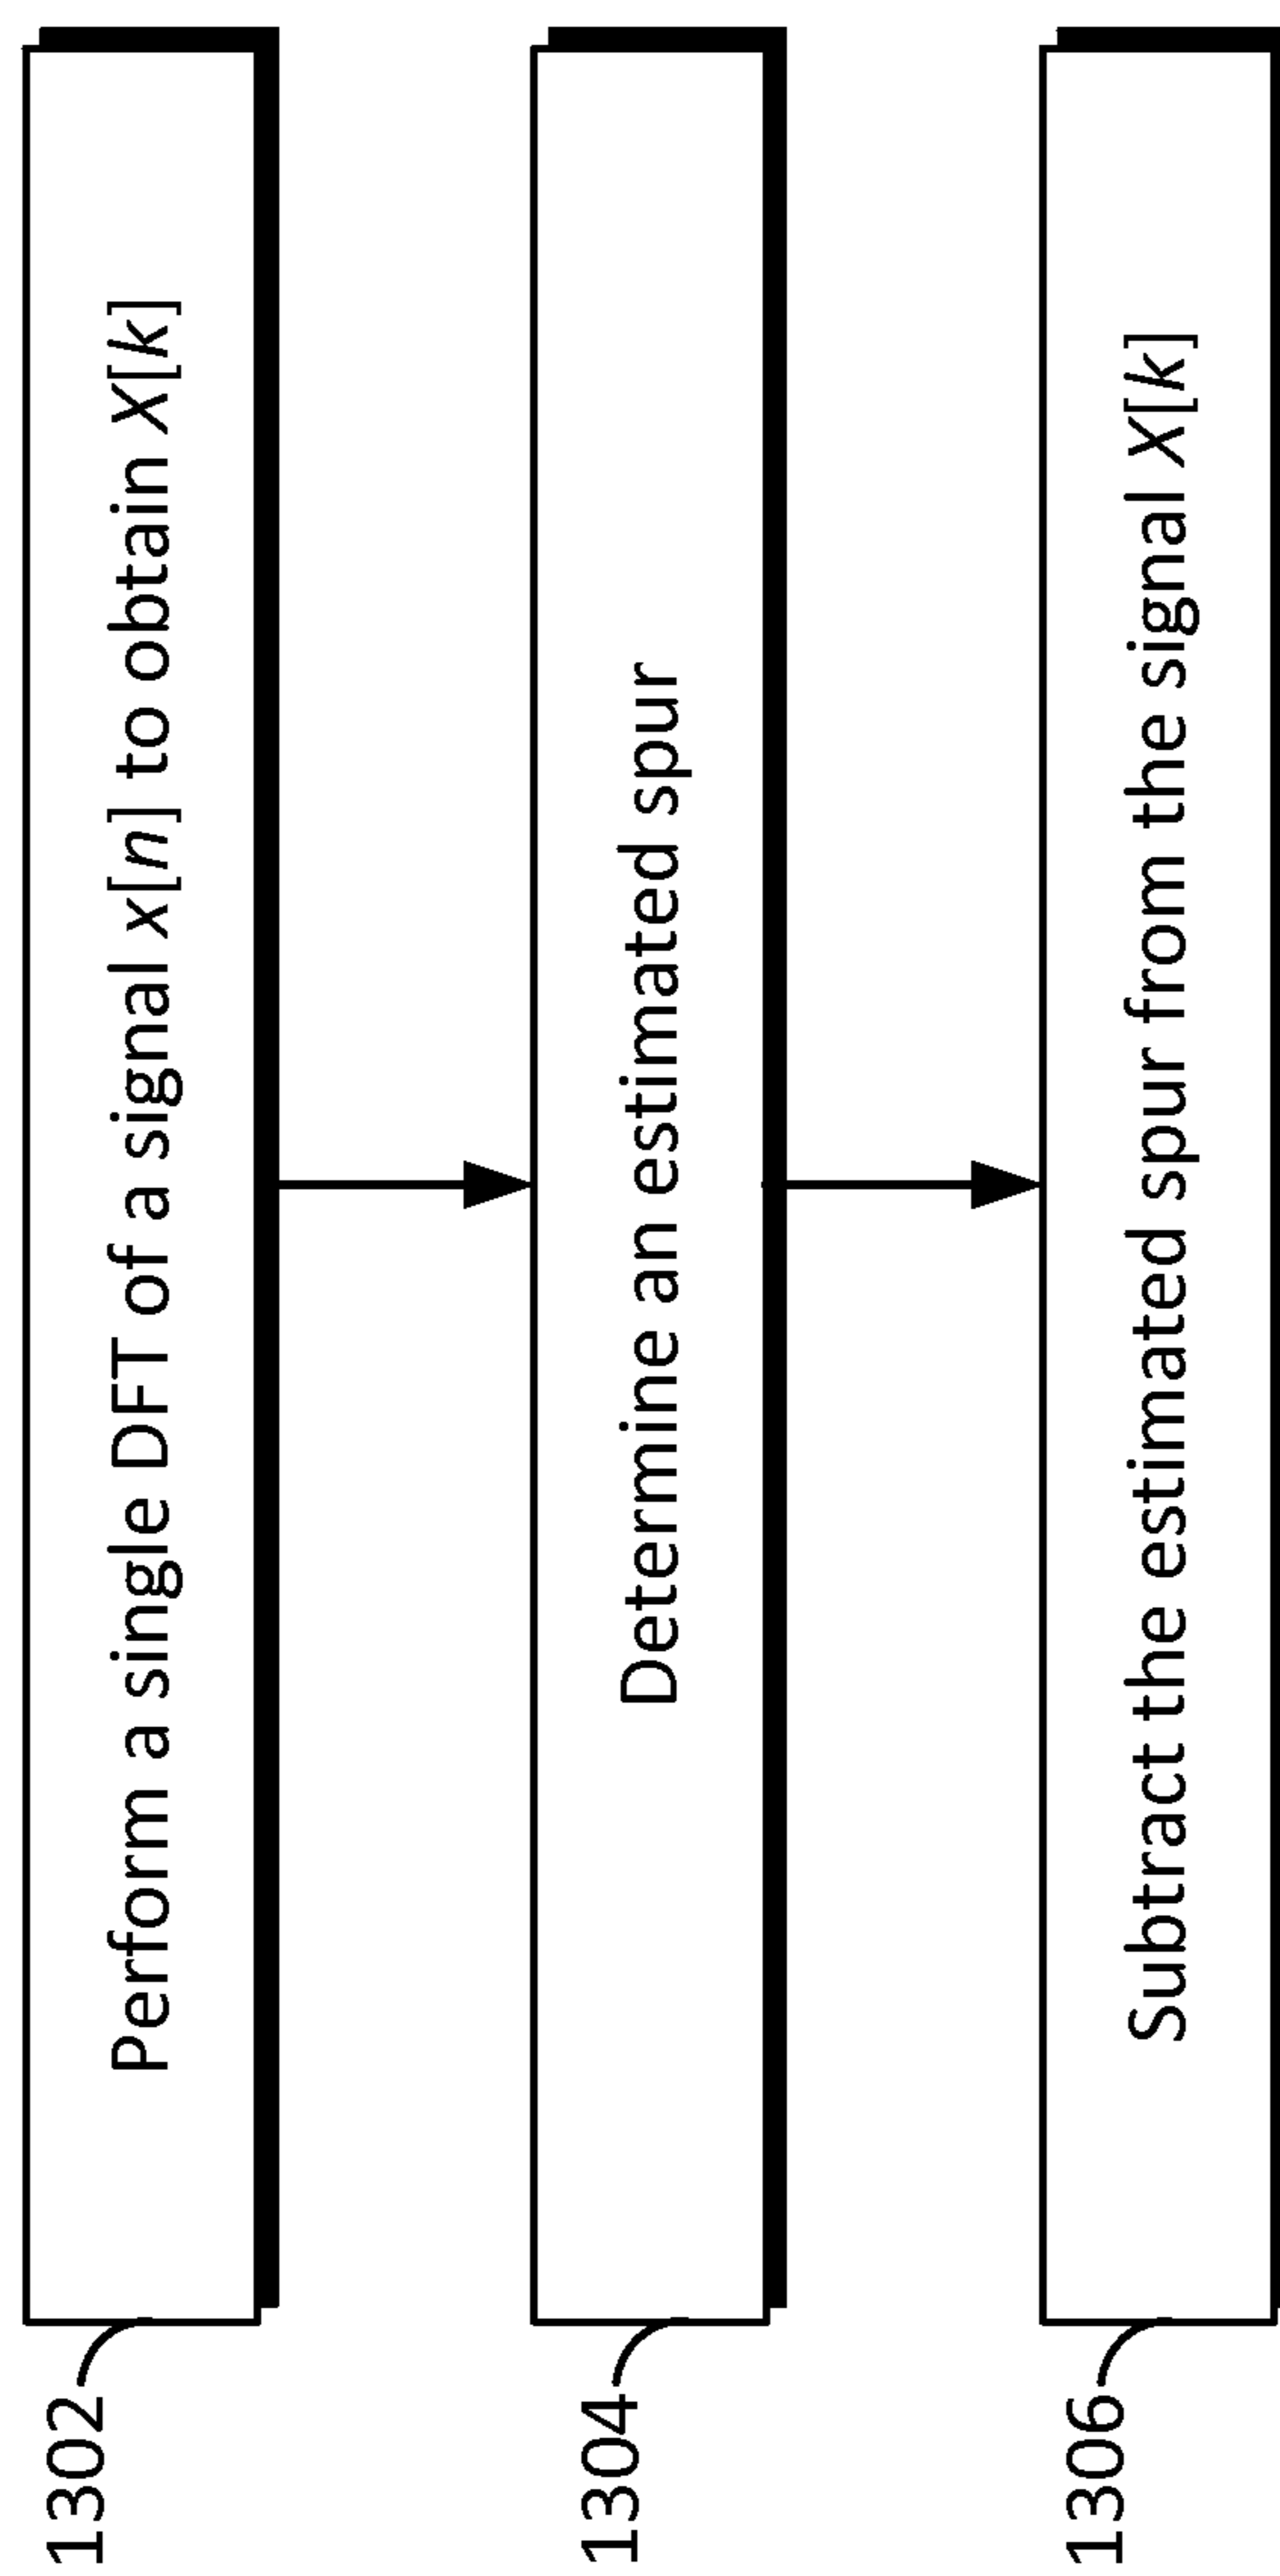 1302
Perform a single DFT of a signal x[n] to obtain X[k]
1304
Determine an estimated spur
1306
Subtract the estimated spur from the signal X[k]